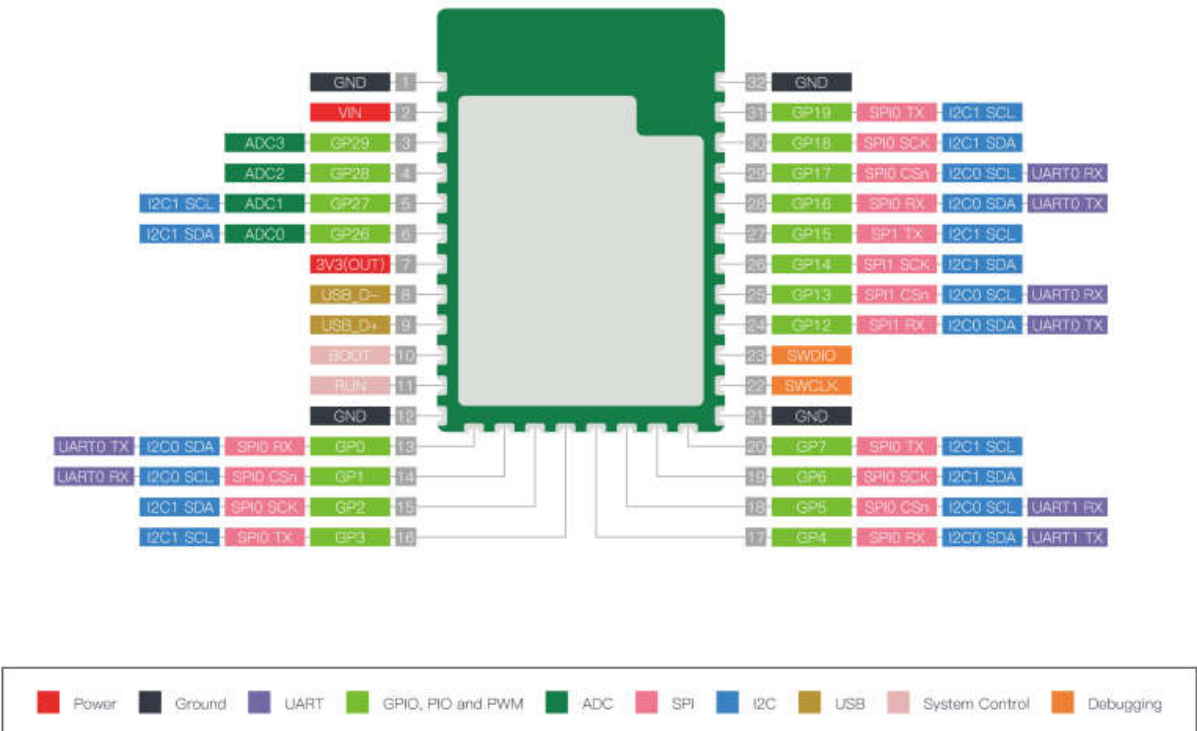 GND 1 32 GND
VIN 2 31 GP19 SPI0 TX I2C1 SCL
ADC3 GP29 3 30 GP18 SPI0 SCK I2C1 SDA
ADC2 GP28 4 29 GP17 SPI0 CSn I2C0 SCL UART0 RX
I2C1 SCL ADC1 GP27 5 28 GP16 SPI0 RX I2C0 SDA UART0 TX
I2C1 SDA ADC0 GP26 6 27 GP15 SP1 TX I2C1 SCL
3V3(OUT) 7 26 GP14 SPI1 SCK I2C1 SDA
USB_D- 8 25 GP13 SPI1 CSn I2C0 SCL UART0 RX
USB_D+ 9 24 GP12 SPI1 RX I2C0 SDA UART0 TX
BOOT 10 23 SWDIO
RUN 11 22 SWCLK
GND 12 21 GND
UART0 TX I2C0 SDA SPI0 RX GP0 13 20 GP7 SPI0 TX I2C1 SCL
UART0 RX I2C0 SCL SPI0 CSn GP1 14 19 GP6 SPI0 SCK I2C1 SDA
I2C1 SDA SPI0 SCK GP2 15 18 GP5 SPI0 CSn I2C0 SCL UART1 RX
I2C1 SCL SPI0 TX GP3 16 17 GP4 SPI0 RX I2C0 SDA UART1 TX
Power Ground UART GPIO, PIO and PWM ADC SPI I2C USB System Control Debugging